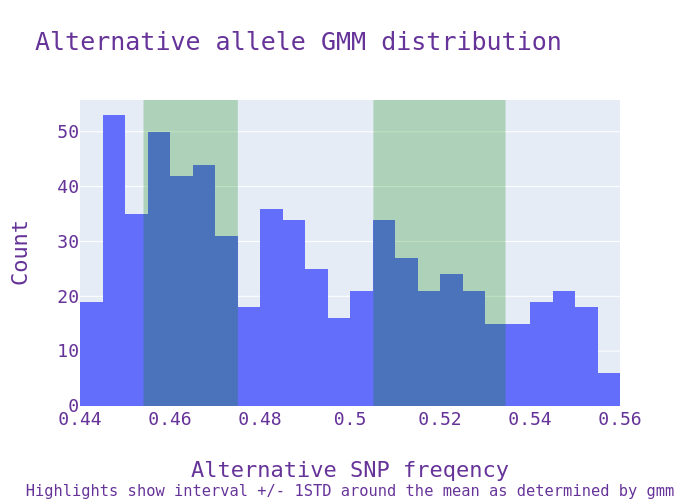 Alternative allele GMM distribution
Count
50
40
30
20
10
0
0.44 0.46 0.48 0.5 0.52 0.54 0.56
Alternative SNP freqency
Highlights show interval +/- 1STD around the mean as determined by gmm